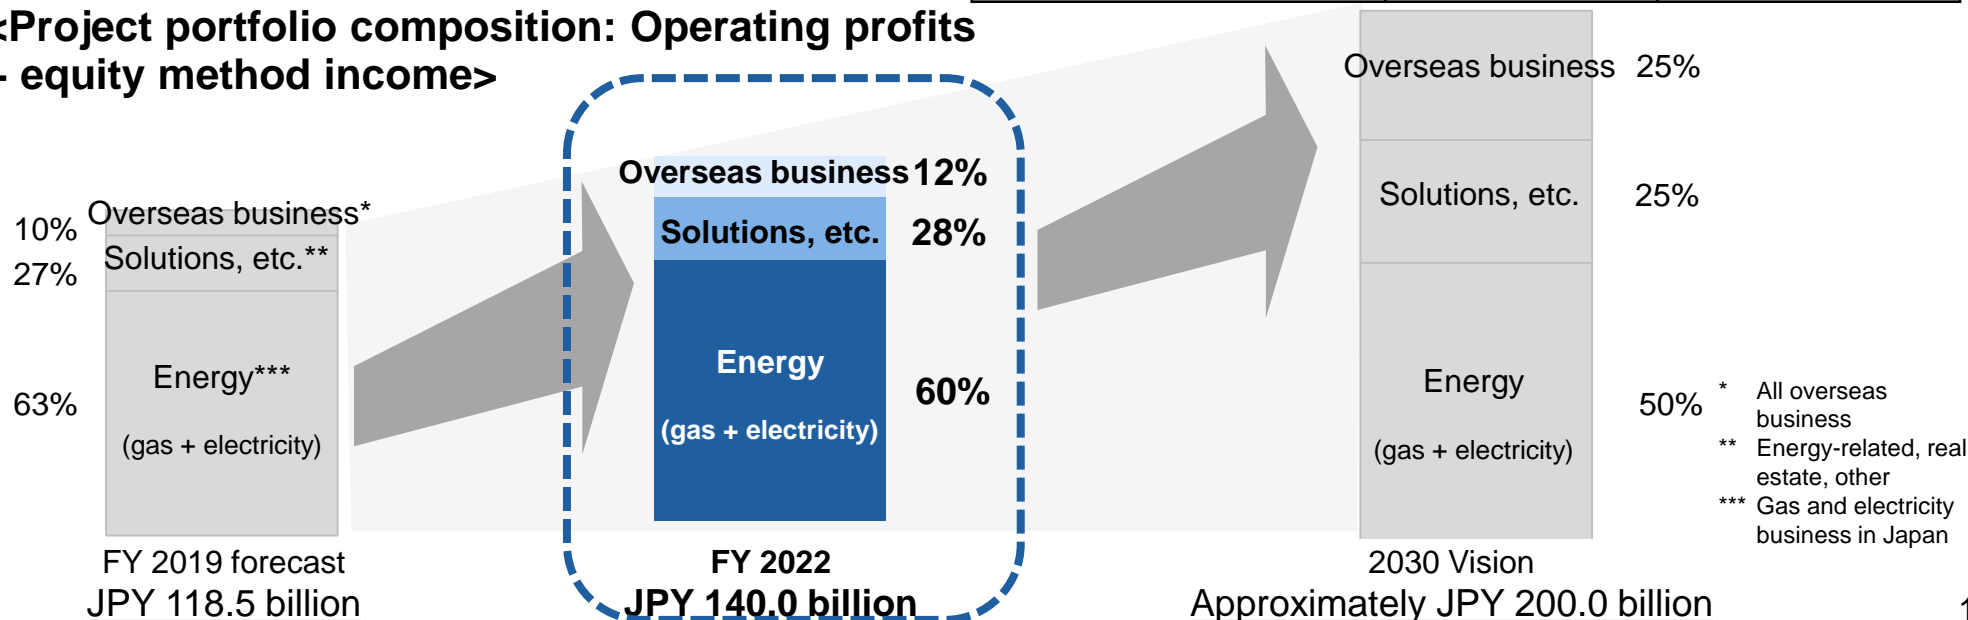 <Project portfolio composition: Operating profits
+ equity method income>
Overseas business*
10%
Solutions, etc.**
27%
Energy***
63%
(gas + electricity)
FY 2019 forecast
JPY 118.5 billion
Overseas business 12%
Solutions, etc. 28%
Energy
60%
(gas + electricity)
FY 2022
JPY 140.0 billion
Overseas business 25%
Solutions, etc. 25%
Energy
50%
(gas + electricity)
2030 Vision
Approximately JPY 200.0 billion
* All overseas
business
** Energy-related, real
estate, other
*** Gas and electricity
business in Japan